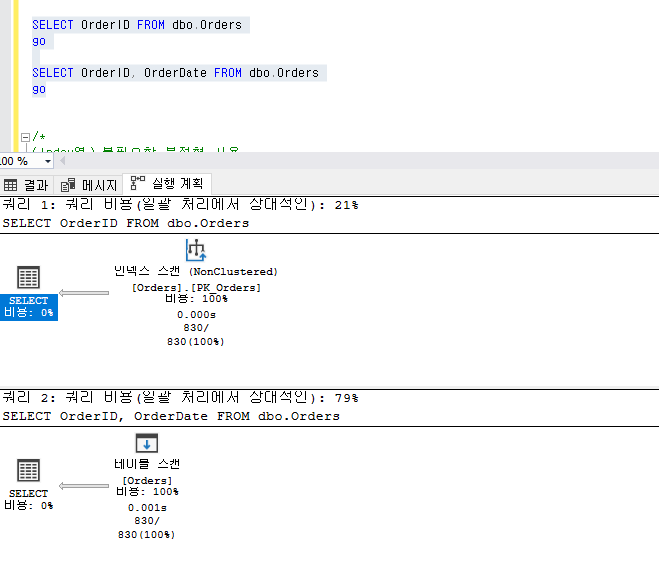 SELECT OrderID FROM dbo.Orders
go
SELECT OrderID, OrderDate FROM dbo.Orders
go
/*
100 %
결과 메시지 실행 계획
쿼리 1: 쿼리 비용(일괄 처리에서 상대적인): 21%
SELECT OrderID FROM dbo.Orders
인덱스 스캔 (NonClustered)
[Orders].[PK_Orders]
SELECT
비용: 0%
비용: 100%
0.000s
830/
830(100%)
쿼리 2: 쿼리 비용(일괄 처리에서 상대적인): 79%
SELECT OrderID, OrderDate FROM dbo.Orders
테이블 스캔
[Orders]
SELECT
비용: 0%
비용: 100%
0.001s
830/
830(100%)